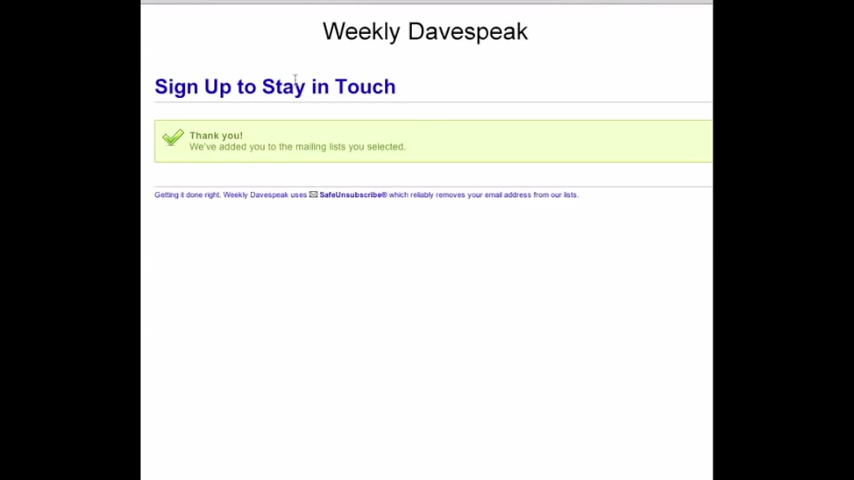 Weekly Davespeak
Sign Up to Stay in Touch
Thank you!
We've added you to the mailing lists you selected.
Getting it done right. Weekly Davespeak uses SafeUnsubscribe® which reliably removes your email address from our lists.